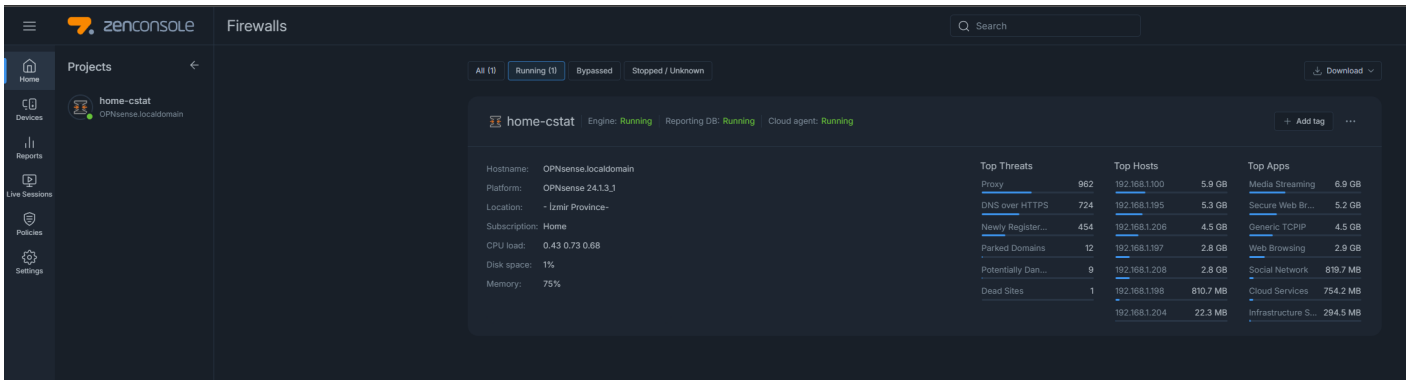 zenconsole
Firewalls
Search
Home
Devices
Reports
Live Sessions
Policies
Settings
Projects
home-cstat
OPNsense.localdomain
All (1)
Running (1)
Bypassed
Stopped / Unknown
Download
home-cstat
Engine: Running
Reporting DB: Running
Cloud agent: Running
Add tag
Hostname: OPNsense.localdomain
Platform: OPNsense 24.1.3_1
Location: - İzmir Province-
Subscription: Home
CPU load: 0.43 0.73 0.68
Disk space: 1%
Memory: 75%
Top Threats
Proxy 962
DNS over HTTPS 724
Newly Register... 454
Parked Domains 12
Potentially Dan... 9
Dead Sites 1
Top Hosts
192.168.1.100 5.9 GB
192.168.1.195 5.3 GB
192.168.1.206 4.5 GB
192.168.1.197 2.8 GB
192.168.1.208 2.8 GB
192.168.1.198 810.7 MB
192.168.1.204 22.3 MB
Top Apps
Media Streaming 6.9 GB
Secure Web Br... 5.2 GB
Generic TCPIP 4.5 GB
Web Browsing 2.9 GB
Social Network 819.7 MB
Cloud Services 754.2 MB
Infrastructure S... 294.5 MB